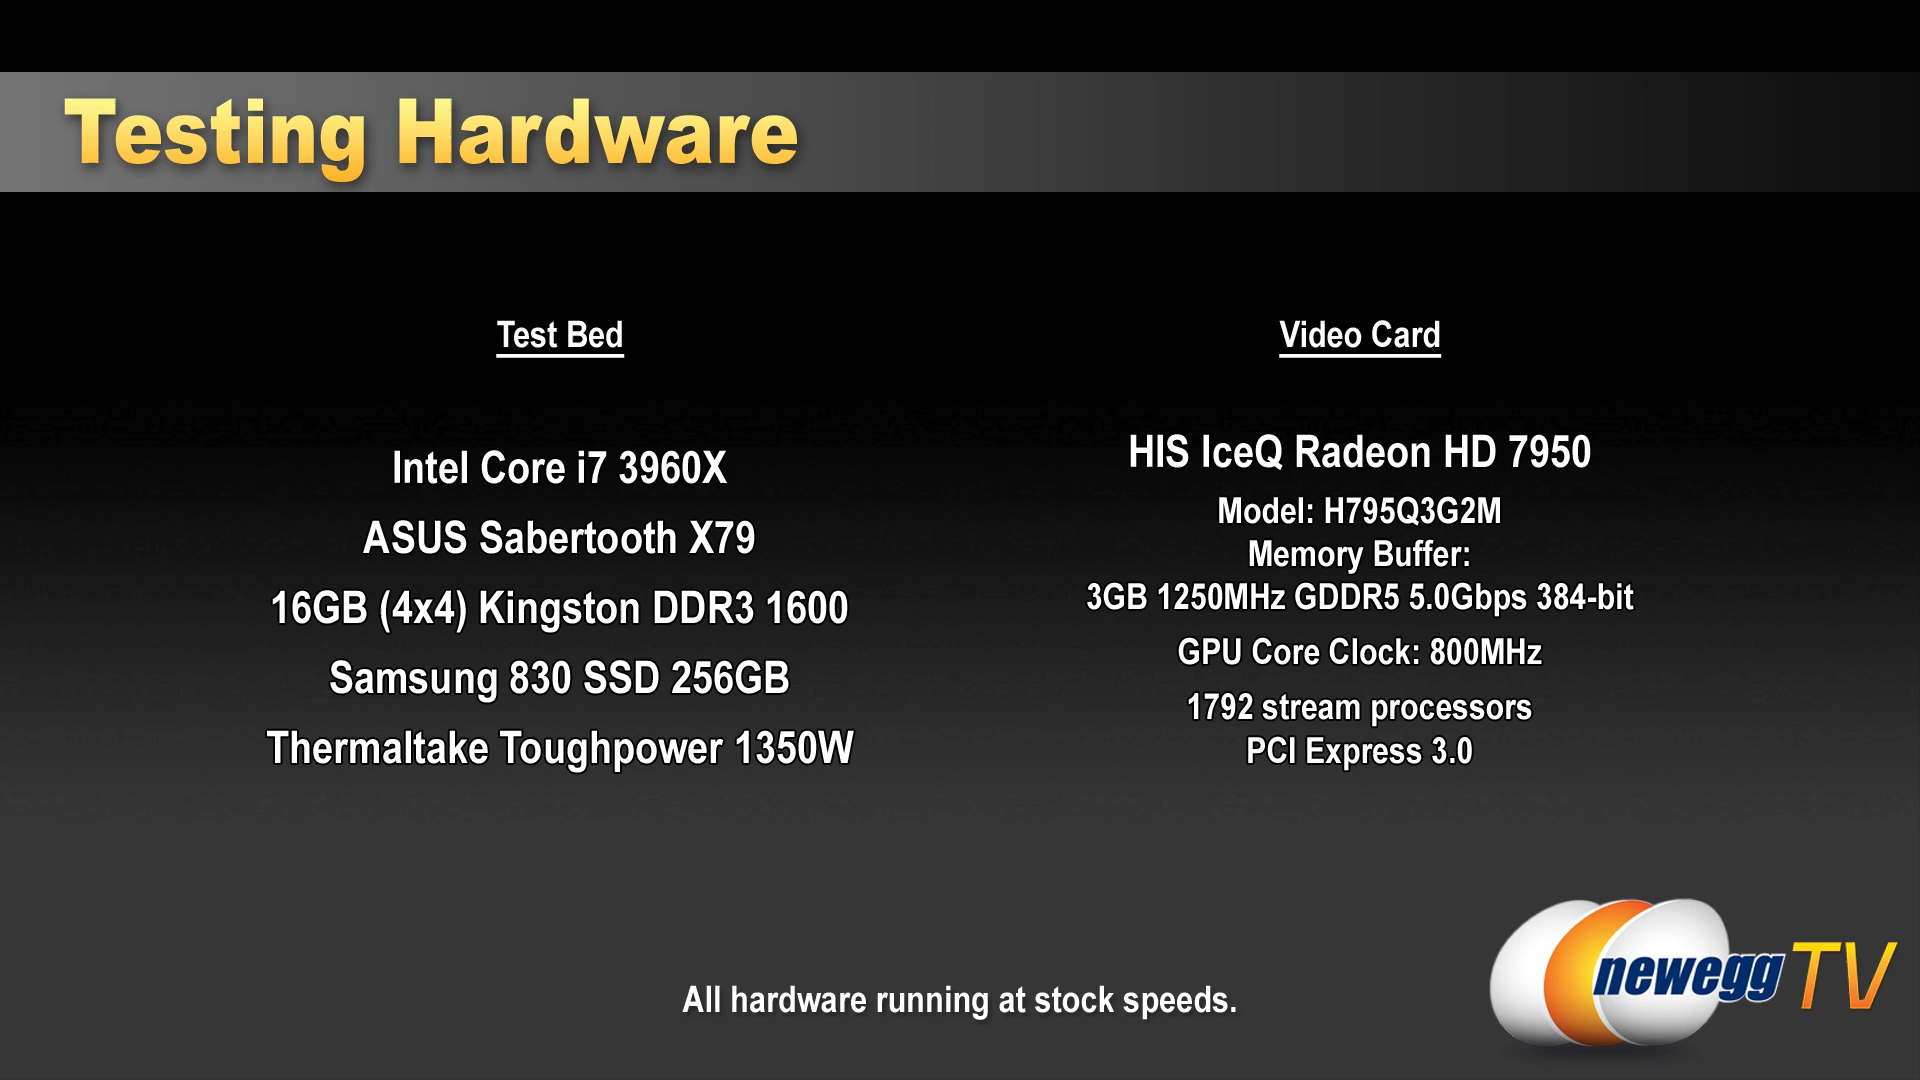 Testing Hardware
Test Bed
Intel Core i7 3960X
ASUS Sabertooth X79
16GB (4x4) Kingston DDR3 1600
Samsung 830 SSD 256GB
Thermaltake Toughpower 1350W
Video Card
HIS IceQ Radeon HD 7950
Model: H795Q3G2M
Memory Buffer:
3GB 1250MHz GDDR5 5.0Gbps 384-bit
GPU Core Clock: 800MHz
1792 stream processors
PCI Express 3.0
All hardware running at stock speeds.
newegg TV